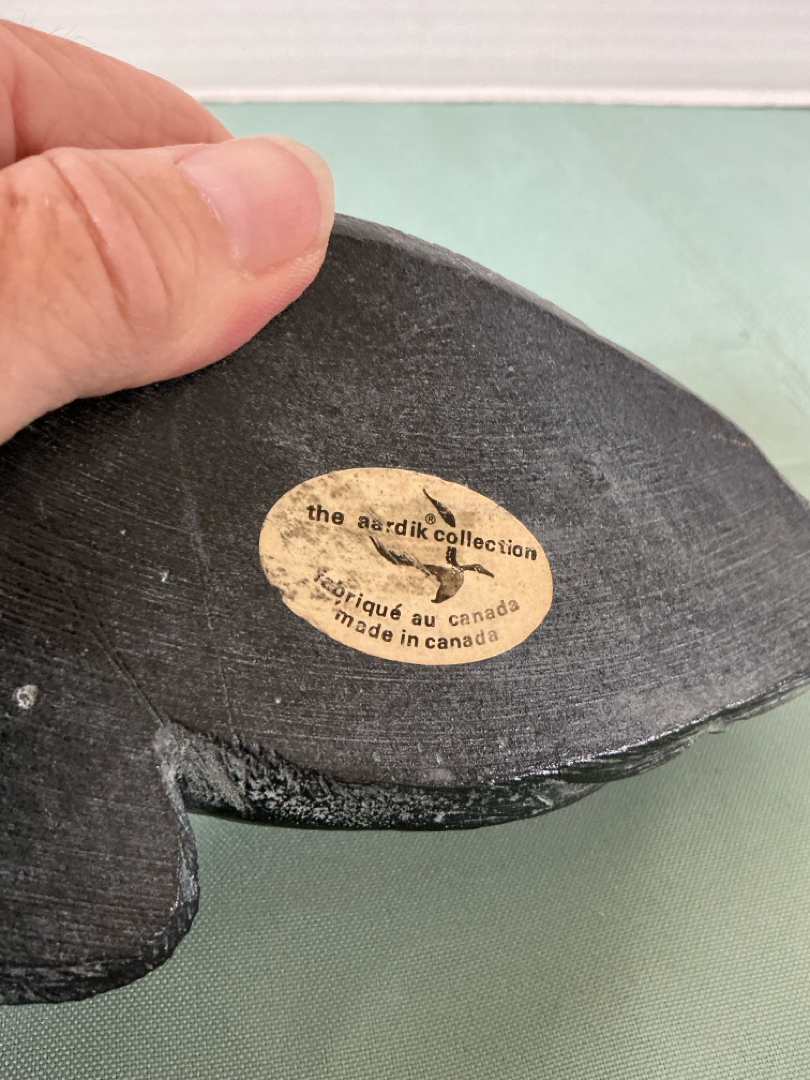 the aardik® collection
fabriqué au canada
made in canada